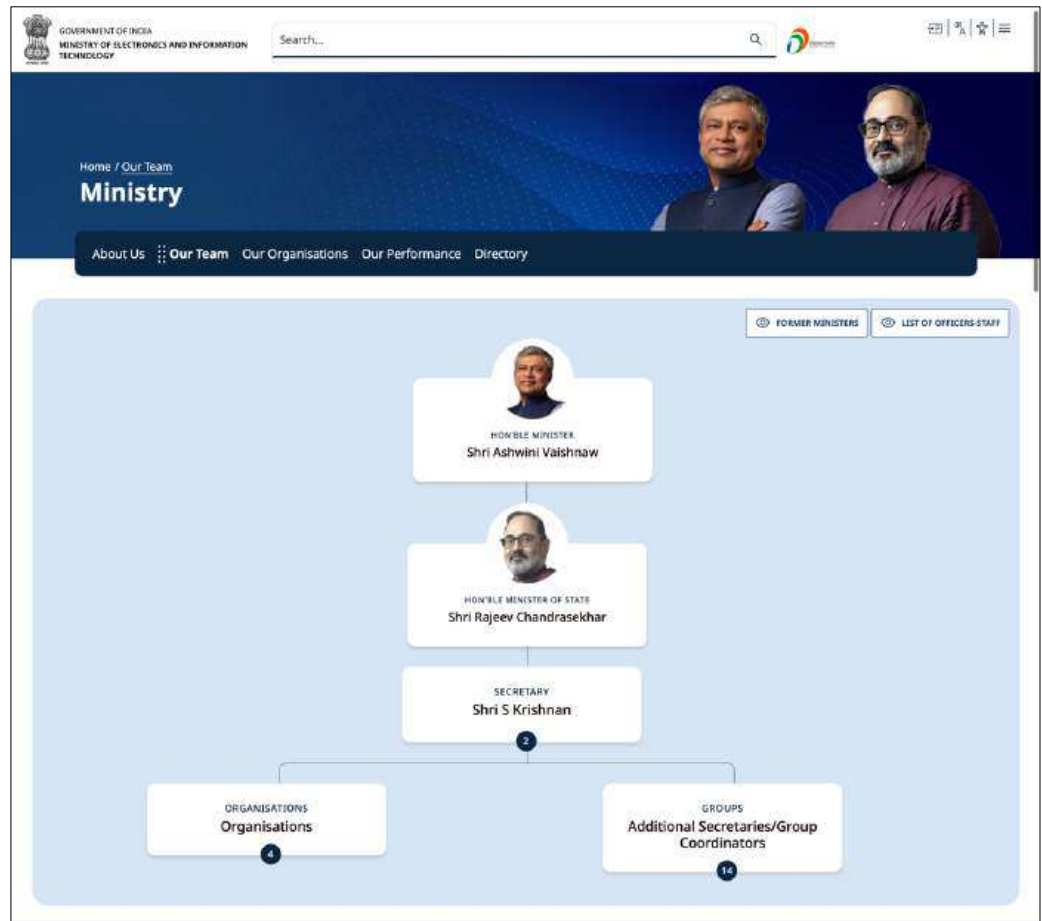 GOVERNMENT OF INDIA
MINISTRY OF ELECTRONICS AND INFORMATION
TECHNOLOGY
Search...
Home / Our Team
Ministry
About Us Our Team Our Organisations Our Performance Directory
FORMER MINISTERS
LIST OF OFFICERS-STAFF
HON'BLE MINISTER
Shri Ashwini Vaishnaw
HON'BLE MINISTER OF STATE
Shri Rajeev Chandrasekhar
SECRETARY
Shri S Krishnan
2
ORGANISATIONS
Organisations
4
GROUPS
Additional Secretaries/Group
Coordinators
14